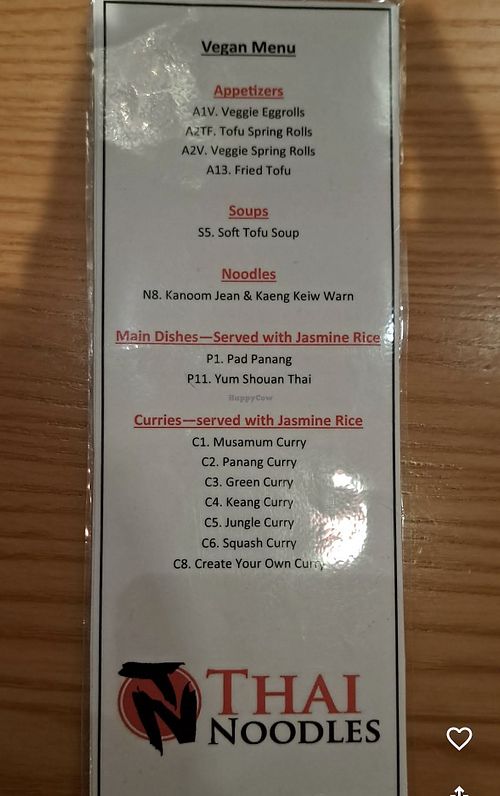 Vegan Menu
Appetizers
A1V. Veggie Eggrolls
A2TF. Tofu Spring Rolls
A2V. Veggie Spring Rolls
A13. Fried Tofu
Soups
S5. Soft Tofu Soup
Noodles
N8. Kanoom Jean & Kaeng Keiw Warn
Main Dishes—Served with Jasmine Rice
P1. Pad Panang
P11. Yum Shouan Thai
HappyCow
Curries—served with Jasmine Rice
C1. Musamum Curry
C2. Panang Curry
C3. Green Curry
C4. Keang Curry
C5. Jungle Curry
C6. Squash Curry
C8. Create Your Own Curry
TN THAI
NOODLES